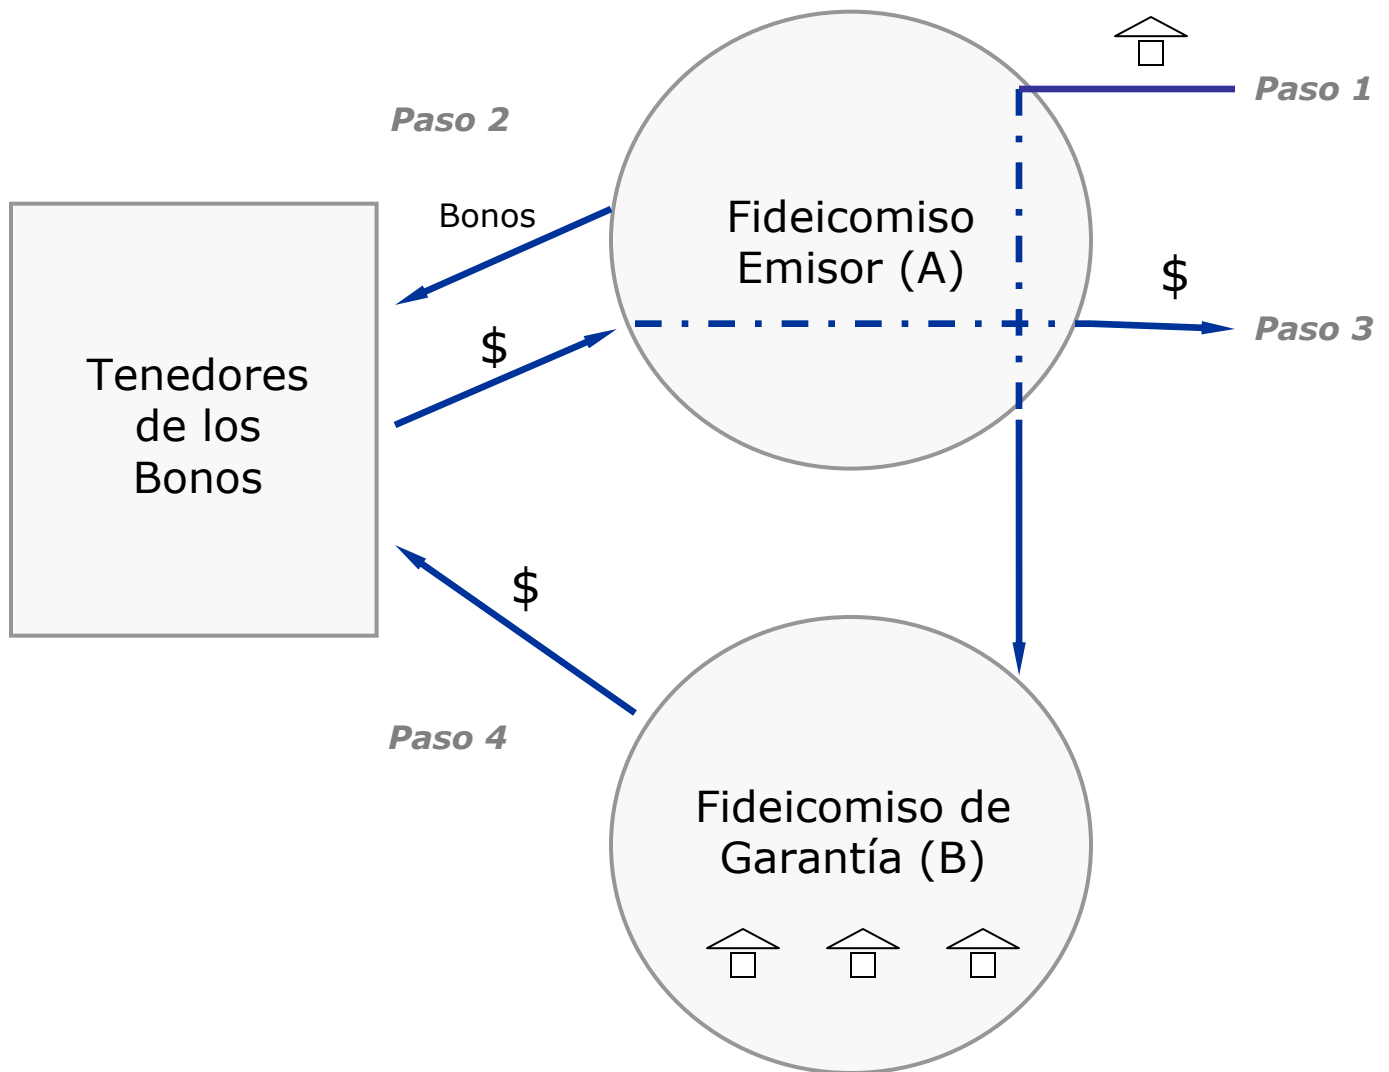 Paso 1
Paso 2
Bonos
Fideicomiso
Emisor (A)
$
Paso 3
$
Tenedores
de los
Bonos
$
Paso 4
Fideicomiso de
Garantía (B)